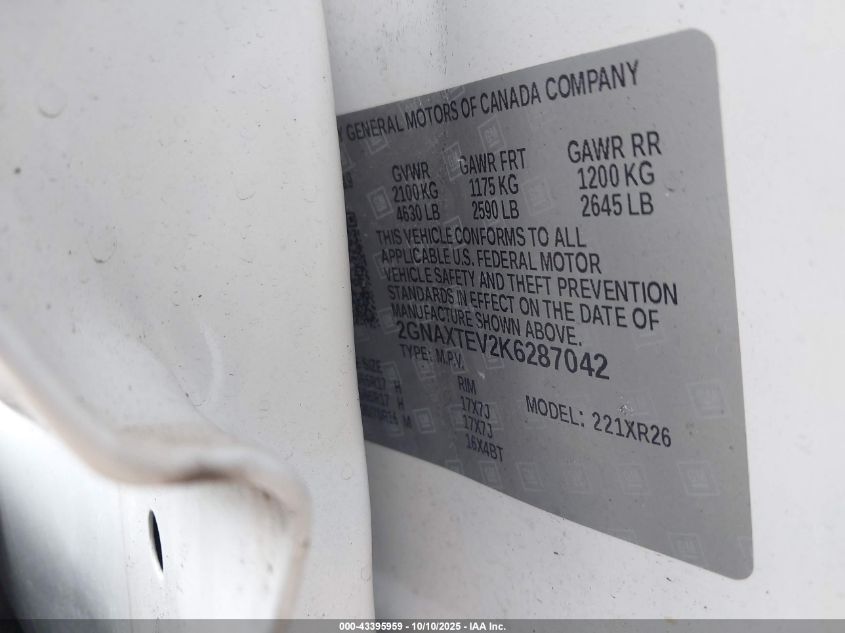 GENERAL MOTORS OF CANADA COMPANY
GVWR GAWR FRT GAWR RR
2100 KG 1175 KG 1200 KG
4630 LB 2590 LB 2645 LB
THIS VEHICLE CONFORMS TO ALL
APPLICABLE U.S. FEDERAL MOTOR
VEHICLE SAFETY AND THEFT PREVENTION
STANDARDS IN EFFECT ON THE DATE OF
MANUFACTURE SHOWN ABOVE.
2GNAXTEV2K6287042
TYPE: M.P.V.
SIZE RIM MODEL: 221XR26
H 17X7J
H 17X7J
M 16X4BT
000-43395959 - 10/10/2025 - IAA Inc.